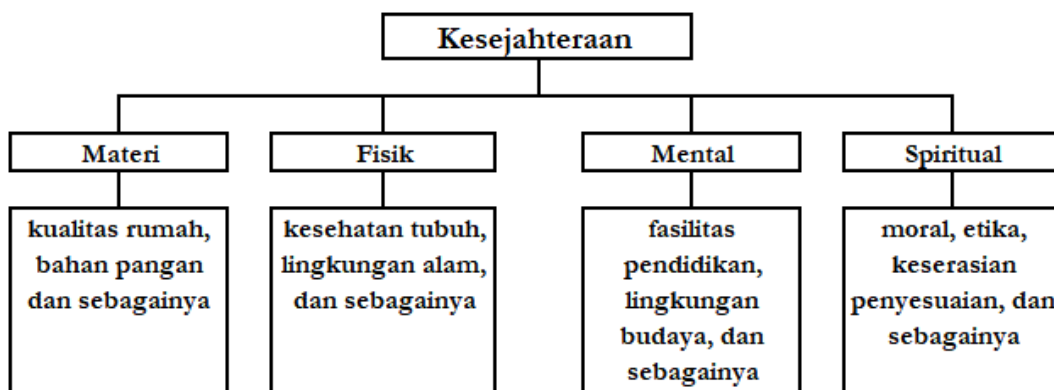 Kesejahteraan
Materi
Fisik
Mental
Spiritual
kualitas rumah,
bahan pangan
dan sebagainya
kesehatan tubuh,
lingkungan alam,
dan sebagainya
fasilitas
pendidikan,
lingkungan
budaya, dan
sebagainya
moral, etika,
keserasian
penyesuaian, dan
sebagainya